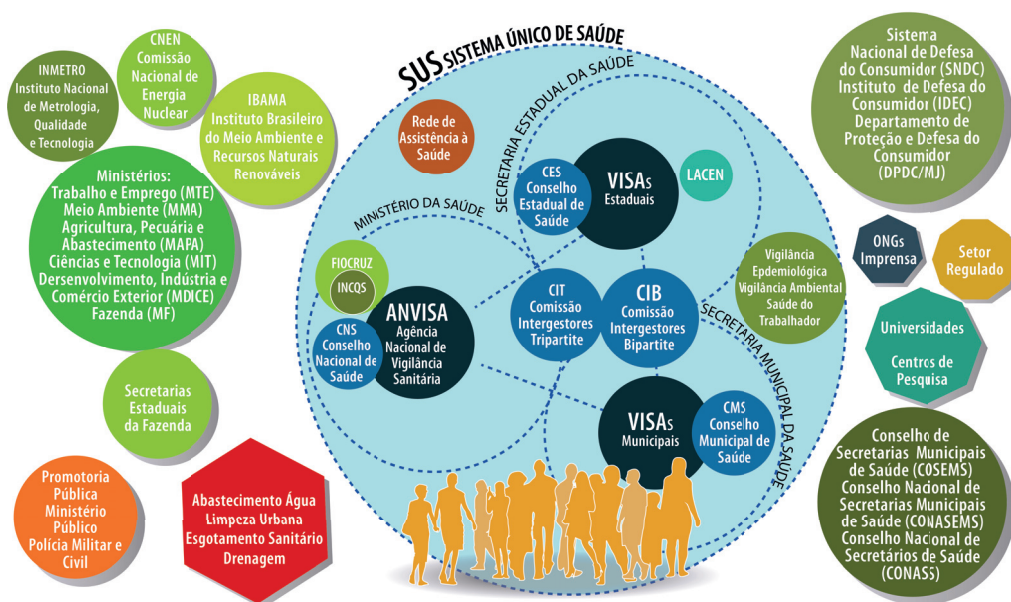 INMETRO
Instituto Nacional
de Metrologia,
Qualidade
e Tecnologia
CNEN
Comissão
Nacional de
Energia
Nuclear
IBAMA
Instituto Brasileiro
do Meio Ambiente e
Recursos Naturais
Renováveis
Ministérios:
Trabalho e Emprego (MTE)
Meio Ambiente (MMA)
Agricultura, Pecuária e
Abastecimento (MAPA)
Ciências e Tecnologia (MIT)
Dersenvolvimento, Indústria e
Comércio Exterior (MDICE)
Fazenda (MF)
Secretarias
Estaduais
da Fazenda
Promotoria
Pública
Ministério
Público
Polícia Militar e
Civil
Abastecimento Água
Limpeza Urbana
Esgotamento Sanitário
Drenagem
SUS SISTEMA ÚNICO DE SAÚDE
Rede de
Assistência à
Saúde
SECRETARIA ESTADUAL DA SAÚDE
CES
Conselho
Estadual de
Saúde
VISAs
Estaduais
LACEN
MINISTÉRIO DA SAÚDE
FIOCRUZ
INCQS
CNS
Conselho
Nacional de
Saúde
ANVISA
Agência
Nacional de
Vigilância
Sanitária
CIT
Comissão
Intergestores
Tripartite
CIB
Comissão
Intergestores
Bipartite
Vigilância
Epidemiológica
Vigilância Ambiental
Saúde do
Trabalhador
SECRETARIA MUNICIPAL DA SAÚDE
VISAs
Municipais
CMS
Conselho
Municipal de
Saúde
Sistema
Nacional de Defesa
do Consumidor (SNDC)
Instituto de Defesa do
Consumidor (IDEC)
Departamento de
Proteção e Defesa do
Consumidor
(DPDC/MJ)
ONGs
Imprensa
Setor
Regulado
Universidades
Centros de
Pesquisa
Conselho de
Secretarias Municipais
de Saúde (COSEMS)
Conselho Nacional de
Secretarias Municipais
de Saúde (CONASEMS)
Conselho Nacional de
Secretários de Saúde
(CONASS)